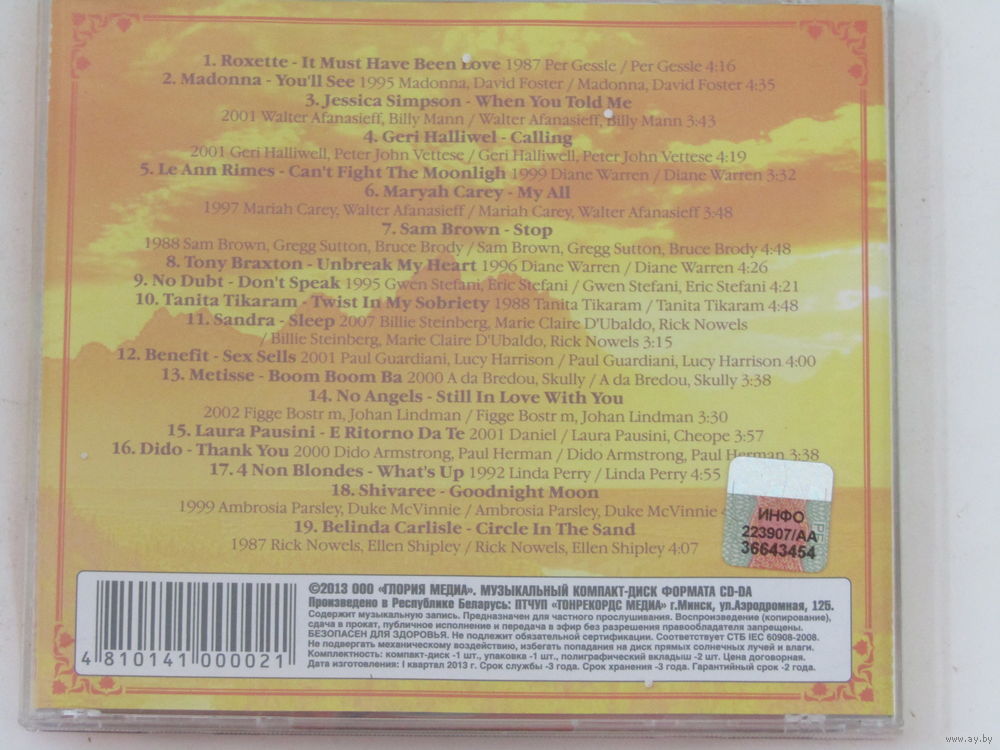 1. Roxette - It Must Have Been Love 1987 Per Gessle / Per Gessle 4:16
2. Madonna - You'll See 1995 Madonna, David Foster / Madonna, David Foster 4:35
3. Jessica Simpson - When You Told Me
2001 Walter Afanasieff, Billy Mann / Walter Afanasieff, Billy Mann 3:43
4. Geri Halliwel - Calling
2001 Geri Halliwell, Peter John Vettese / Geri Halliwell, Peter John Vettese 4:19
5. Le Ann Rimes - Can't Fight The Moonligh 1999 Diane Warren / Diane Warren 3:32
6. Maryah Carey - My All
1997 Mariah Carey, Walter Afanasieff / Mariah Carey, Walter Afanasieff 3:48
7. Sam Brown - Stop
1988 Sam Brown, Gregg Sutton, Bruce Brody / Sam Brown, Gregg Sutton, Bruce Brody 4:48
8. Tony Braxton - Unbreak My Heart 1996 Diane Warren / Diane Warren 4:26
9. No Dubt - Don't Speak 1995 Gwen Stefani, Eric Stefani / Gwen Stefani, Eric Stefani 4:21
10. Tanita Tikaram - Twist In My Sobriety 1988 Tanita Tikaram / Tanita Tikaram 4:48
11. Sandra - Sleep 2007 Billie Steinberg, Marie Claire D'Ubaldo, Rick Nowels
/ Billie Steinberg, Marie Claire D'Ubaldo, Rick Nowels 3:15
12. Benefit - Sex Sells 2001 Paul Guardiani, Lucy Harrison / Paul Guardiani, Lucy Harrison 4:00
13. Metisse - Boom Boom Ba 2000 A da Bredou, Skully / A da Bredou, Skully 3:38
14. No Angels - Still In Love With You
2002 Figge Bostr m, Johan Lindman / Figge Bostr m, Johan Lindman 3:30
15. Laura Pausini - E Ritorno Da Te 2001 Daniel / Laura Pausini, Cheope 3:57
16. Dido - Thank You 2000 Dido Armstrong, Paul Herman / Dido Armstrong, Paul Herman 3:38
17. 4 Non Blondes - What's Up 1992 Linda Perry / Linda Perry 4:55
18. Shivaree - Goodnight Moon
1999 Ambrosia Parsley, Duke McVinnie / Ambrosia Parsley, Duke McVinnie
19. Belinda Carlisle - Circle In The Sand
1987 Rick Nowels, Ellen Shipley / Rick Nowels, Ellen Shipley 4:07
ИНФО
223907/АА
36643454
©2013 ООО «ГЛОРИЯ МЕДИА». МУЗЫКАЛЬНЫЙ КОМПАКТ-ДИСК ФОРМАТА CD-DA
Произведено в Республике Беларусь: ПТЧУП «ТОНРЕКОРДС МЕДИА» г.Минск, ул.Аэродромная, 125.
Содержит музыкальную запись. Предназначен для частного прослушивания. Воспроизведение (копирование),
сдача в прокат, публичное исполнение и передача в эфир без разрешения правообладателя запрещены.
БЕЗОПАСЕН ДЛЯ ЗДОРОВЬЯ. Не подлежит обязательной сертификации. Соответствует СТБ IEC 60908-2008.
Не подвергать механическому воздействию, избегать попадания на диск прямых солнечных лучей и влаги.
Комплектность: компакт-диск -1 шт., упаковка -1 шт., полиграфический вкладыш -2 шт. Цена договорная.
Дата изготовления: I квартал 2013 г. Срок службы -3 года. Срок хранения -3 года. Гарантийный срок -2 года.
4 810141 000021
www.ay.by